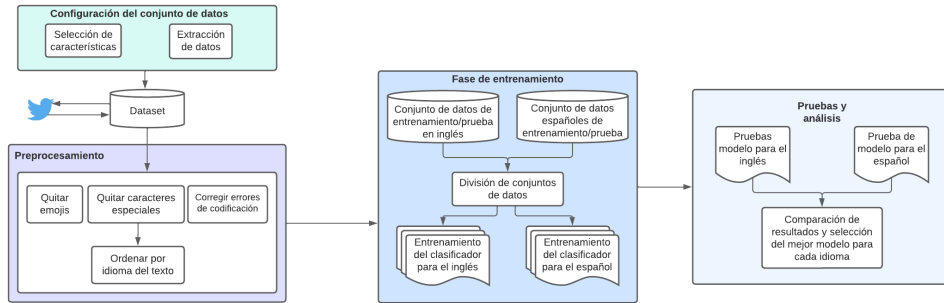 Configuración del conjunto de datos
Selección de
características
Extracción
de datos
Dataset
Preprocesamiento
Quitar
emojis
Quitar caracteres
especiales
Corregir errores
de codificación
Ordenar por
idioma del texto
Fase de entrenamiento
Conjunto de datos de
entrenamiento/prueba
en inglés
Conjunto de datos
españoles de
entrenamiento/prueba
División de conjuntos
de datos
Entrenamiento
del clasificador
para el inglés
Entrenamiento
del clasificador
para el español
Pruebas y
análisis
Pruebas
modelo para el
inglés
Prueba de
modelo para el
español
Comparación de
resultados y selección
del mejor modelo para
cada idioma